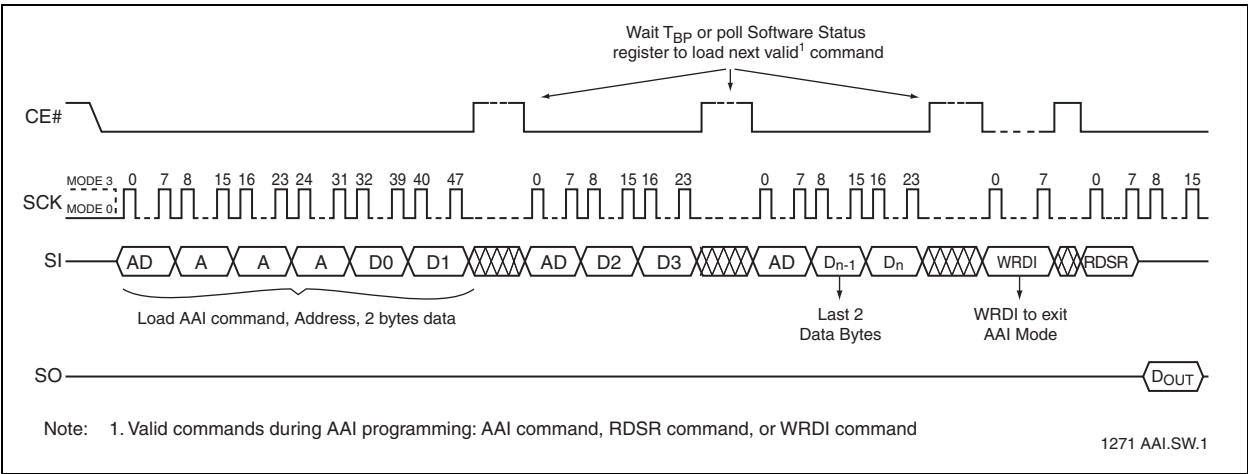 Wait TBP or poll Software Status
register to load next valid1 command
CE#
MODE 3
0 7 8 15 16 23 24 31 32 39 40 47 0 7 8 15 16 23 0 7 8 15 16 23 0 7 0 7 8 15
SCK
MODE 0
SI
AD A A A D0 D1 AD D2 D3 AD Dn-1 Dn WRDI RDSR
Load AAI command, Address, 2 bytes data
Last 2
Data Bytes
WRDI to exit
AAI Mode
SO
DOUT
Note: 1. Valid commands during AAI programming: AAI command, RDSR command, or WRDI command
1271 AAI.SW.1